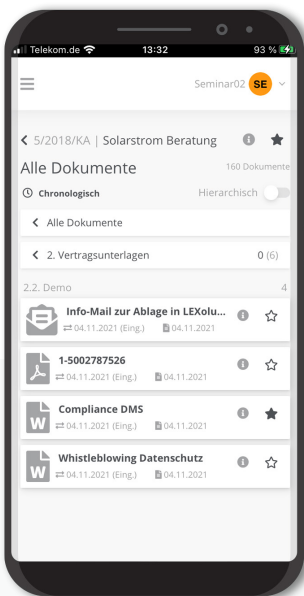 Telekom.de 13:32 93 %
Seminar02 SE
5/2018/KA | Solarstrom Beratung
Alle Dokumente 160 Dokumente
Chronologisch Hierarchisch
Alle Dokumente
2. Vertragsunterlagen 0 (6)
2.2. Demo 4
Info-Mail zur Ablage in LEXolu...
04.11.2021 (Eing.) 04.11.2021
1-5002787526
04.11.2021 (Eing.) 04.11.2021
Compliance DMS
W 04.11.2021 (Eing.) 04.11.2021
Whistleblowing Datenschutz
W 04.11.2021 (Eing.) 04.11.2021